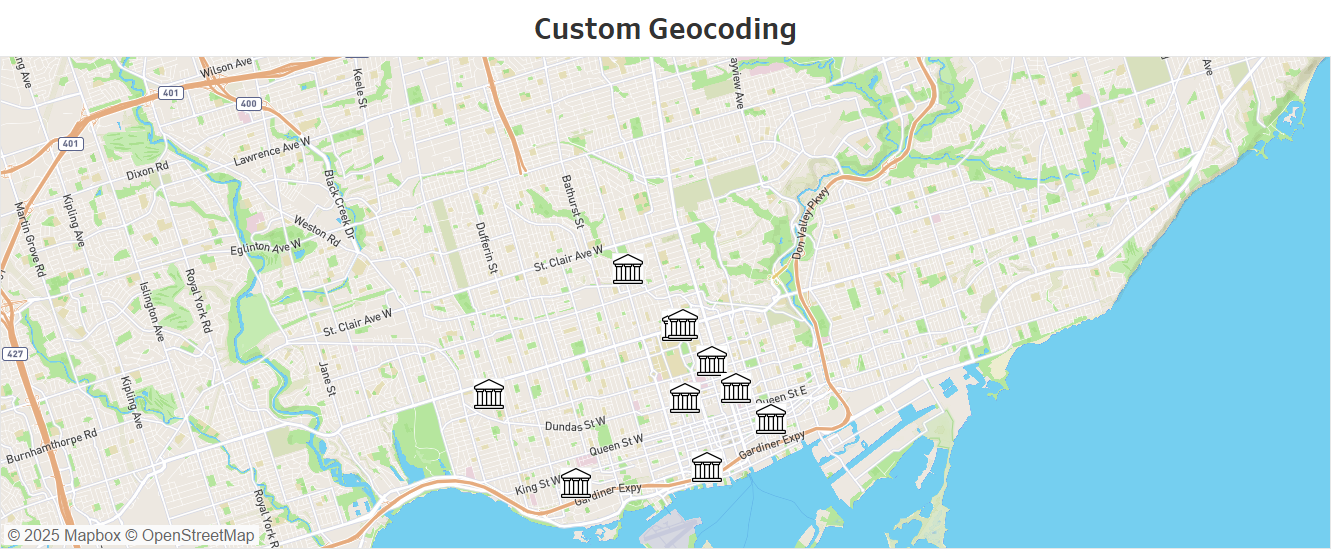 Custom Geocoding
ng Ave
Wilson Ave
Keele St
ayview Ave
Ave
401
400
401
Lawrence Ave W
Dixon Rd
Black Creek Dr
Bathurst St
Kipling Ave
Martin Grove Rd
Weston Rd
Dufferin St
Don Valley Pkwy
Eglinton Ave W
St. Clair Ave W
Royal York Rd
Islington Ave
St. Clair Ave W
427
Jane St
Kipling Ave
Queen St E
Dundas St W
Burnhamthorpe Rd
Queen St W
Gardiner Expy
King St W
Gardiner Expy
Royal York R
© 2025 Mapbox © OpenStreetMap